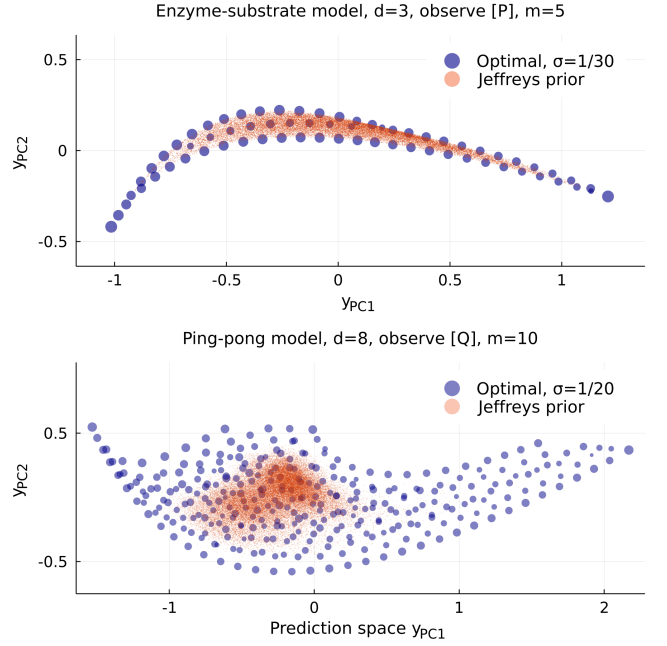 Enzyme-substrate model, d=3, observe [P], m=5
Optimal, σ=1/30
Jeffreys prior
yPC2
0.5
0
-0.5
-1
-0.5
0
0.5
1
yPC1
Ping-pong model, d=8, observe [Q], m=10
Optimal, σ=1/20
Jeffreys prior
yPC2
0.5
-0.5
-1
0
1
2
Prediction space yPC1